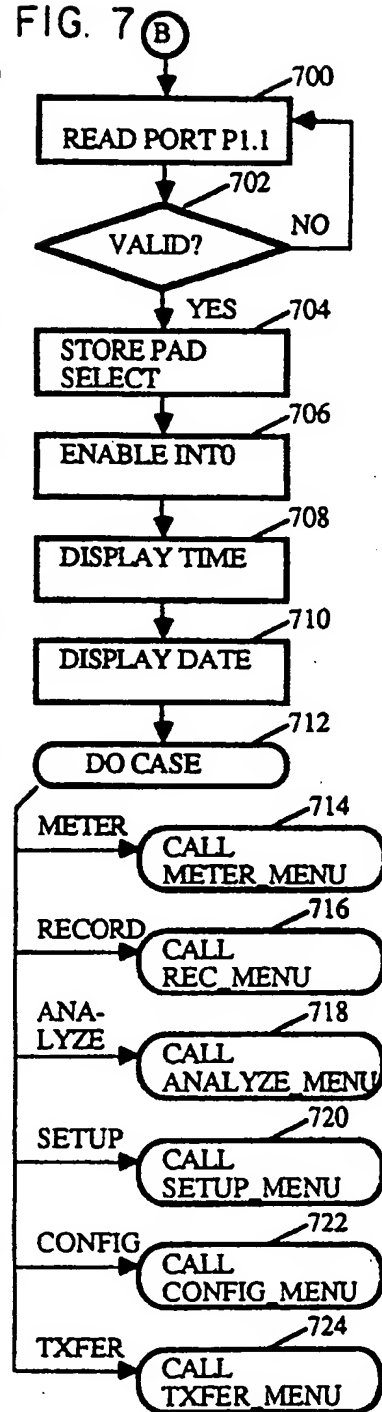 FIG. 7
B
700
READ PORT P1.1
702
VALID?
NO
YES
704
STORE PAD
SELECT
706
ENABLE INT0
708
DISPLAY TIME
710
DISPLAY DATE
712
DO CASE
714
METER
CALL
METER_MENU
716
RECORD
CALL
REC_MENU
718
ANA-
LYZE
CALL
ANALYZE_MENU
720
SETUP
CALL
SETUP_MENU
722
CONFIG
CALL
CONFIG_MENU
724
TXFER
CALL
TXFER_MENU